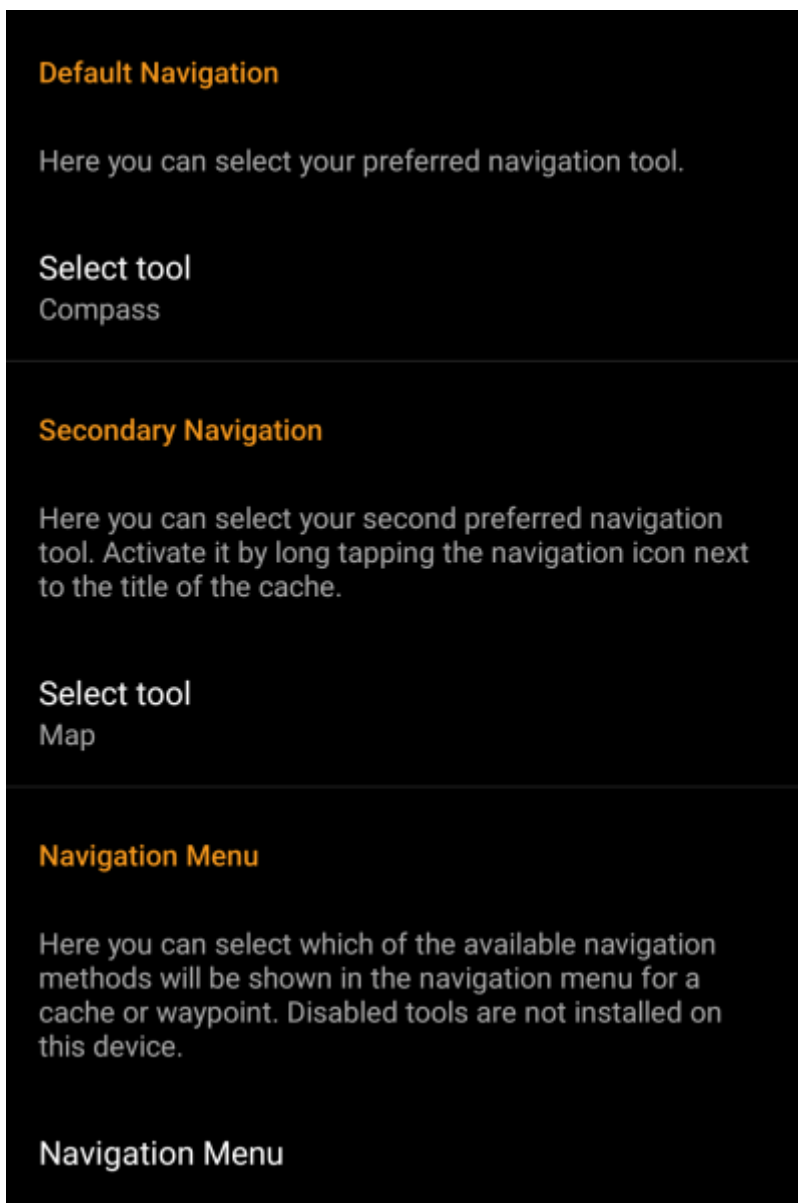 Default Navigation
Here you can select your preferred navigation tool.
Select tool
Compass
Secondary Navigation
Here you can select your second preferred navigation
tool. Activate it by long tapping the navigation icon next
to the title of the cache.
Select tool
Map
Navigation Menu
Here you can select which of the available navigation
methods will be shown in the navigation menu for a
cache or waypoint. Disabled tools are not installed on
this device.
Navigation Menu